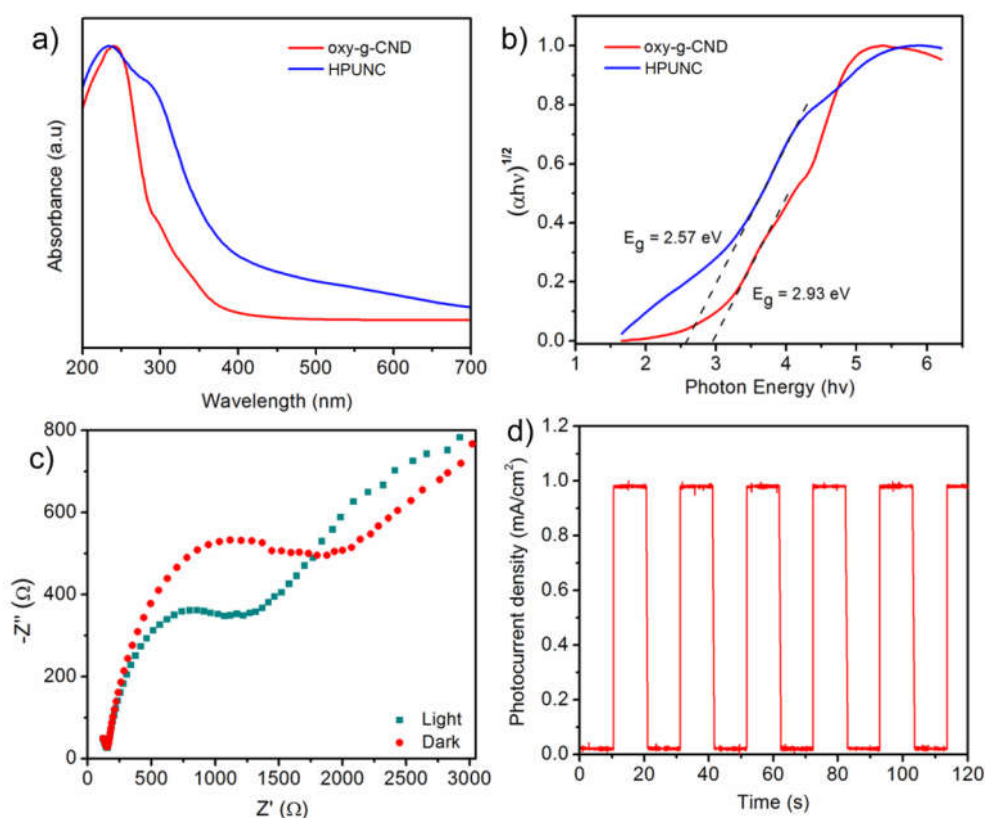 a)
oxy-g-CND
HPUNC
Absorbance (a.u)
200 300 400 500 600 700
Wavelength (nm)
b)
oxy-g-CND
HPUNC
(αhν)1/2
1.0
0.8
0.6
0.4
0.2
0.0
Eg = 2.57 eV
Eg = 2.93 eV
1 2 3 4 5 6
Photon Energy (hν)
c)
-Z'' (Ω)
800
600
400
200
0
Light
Dark
0 500 1000 1500 2000 2500 3000
Z' (Ω)
d)
Photocurrent density (mA/cm2)
1.2
1.0
0.8
0.6
0.4
0.2
0.0
0 20 40 60 80 100 120
Time (s)